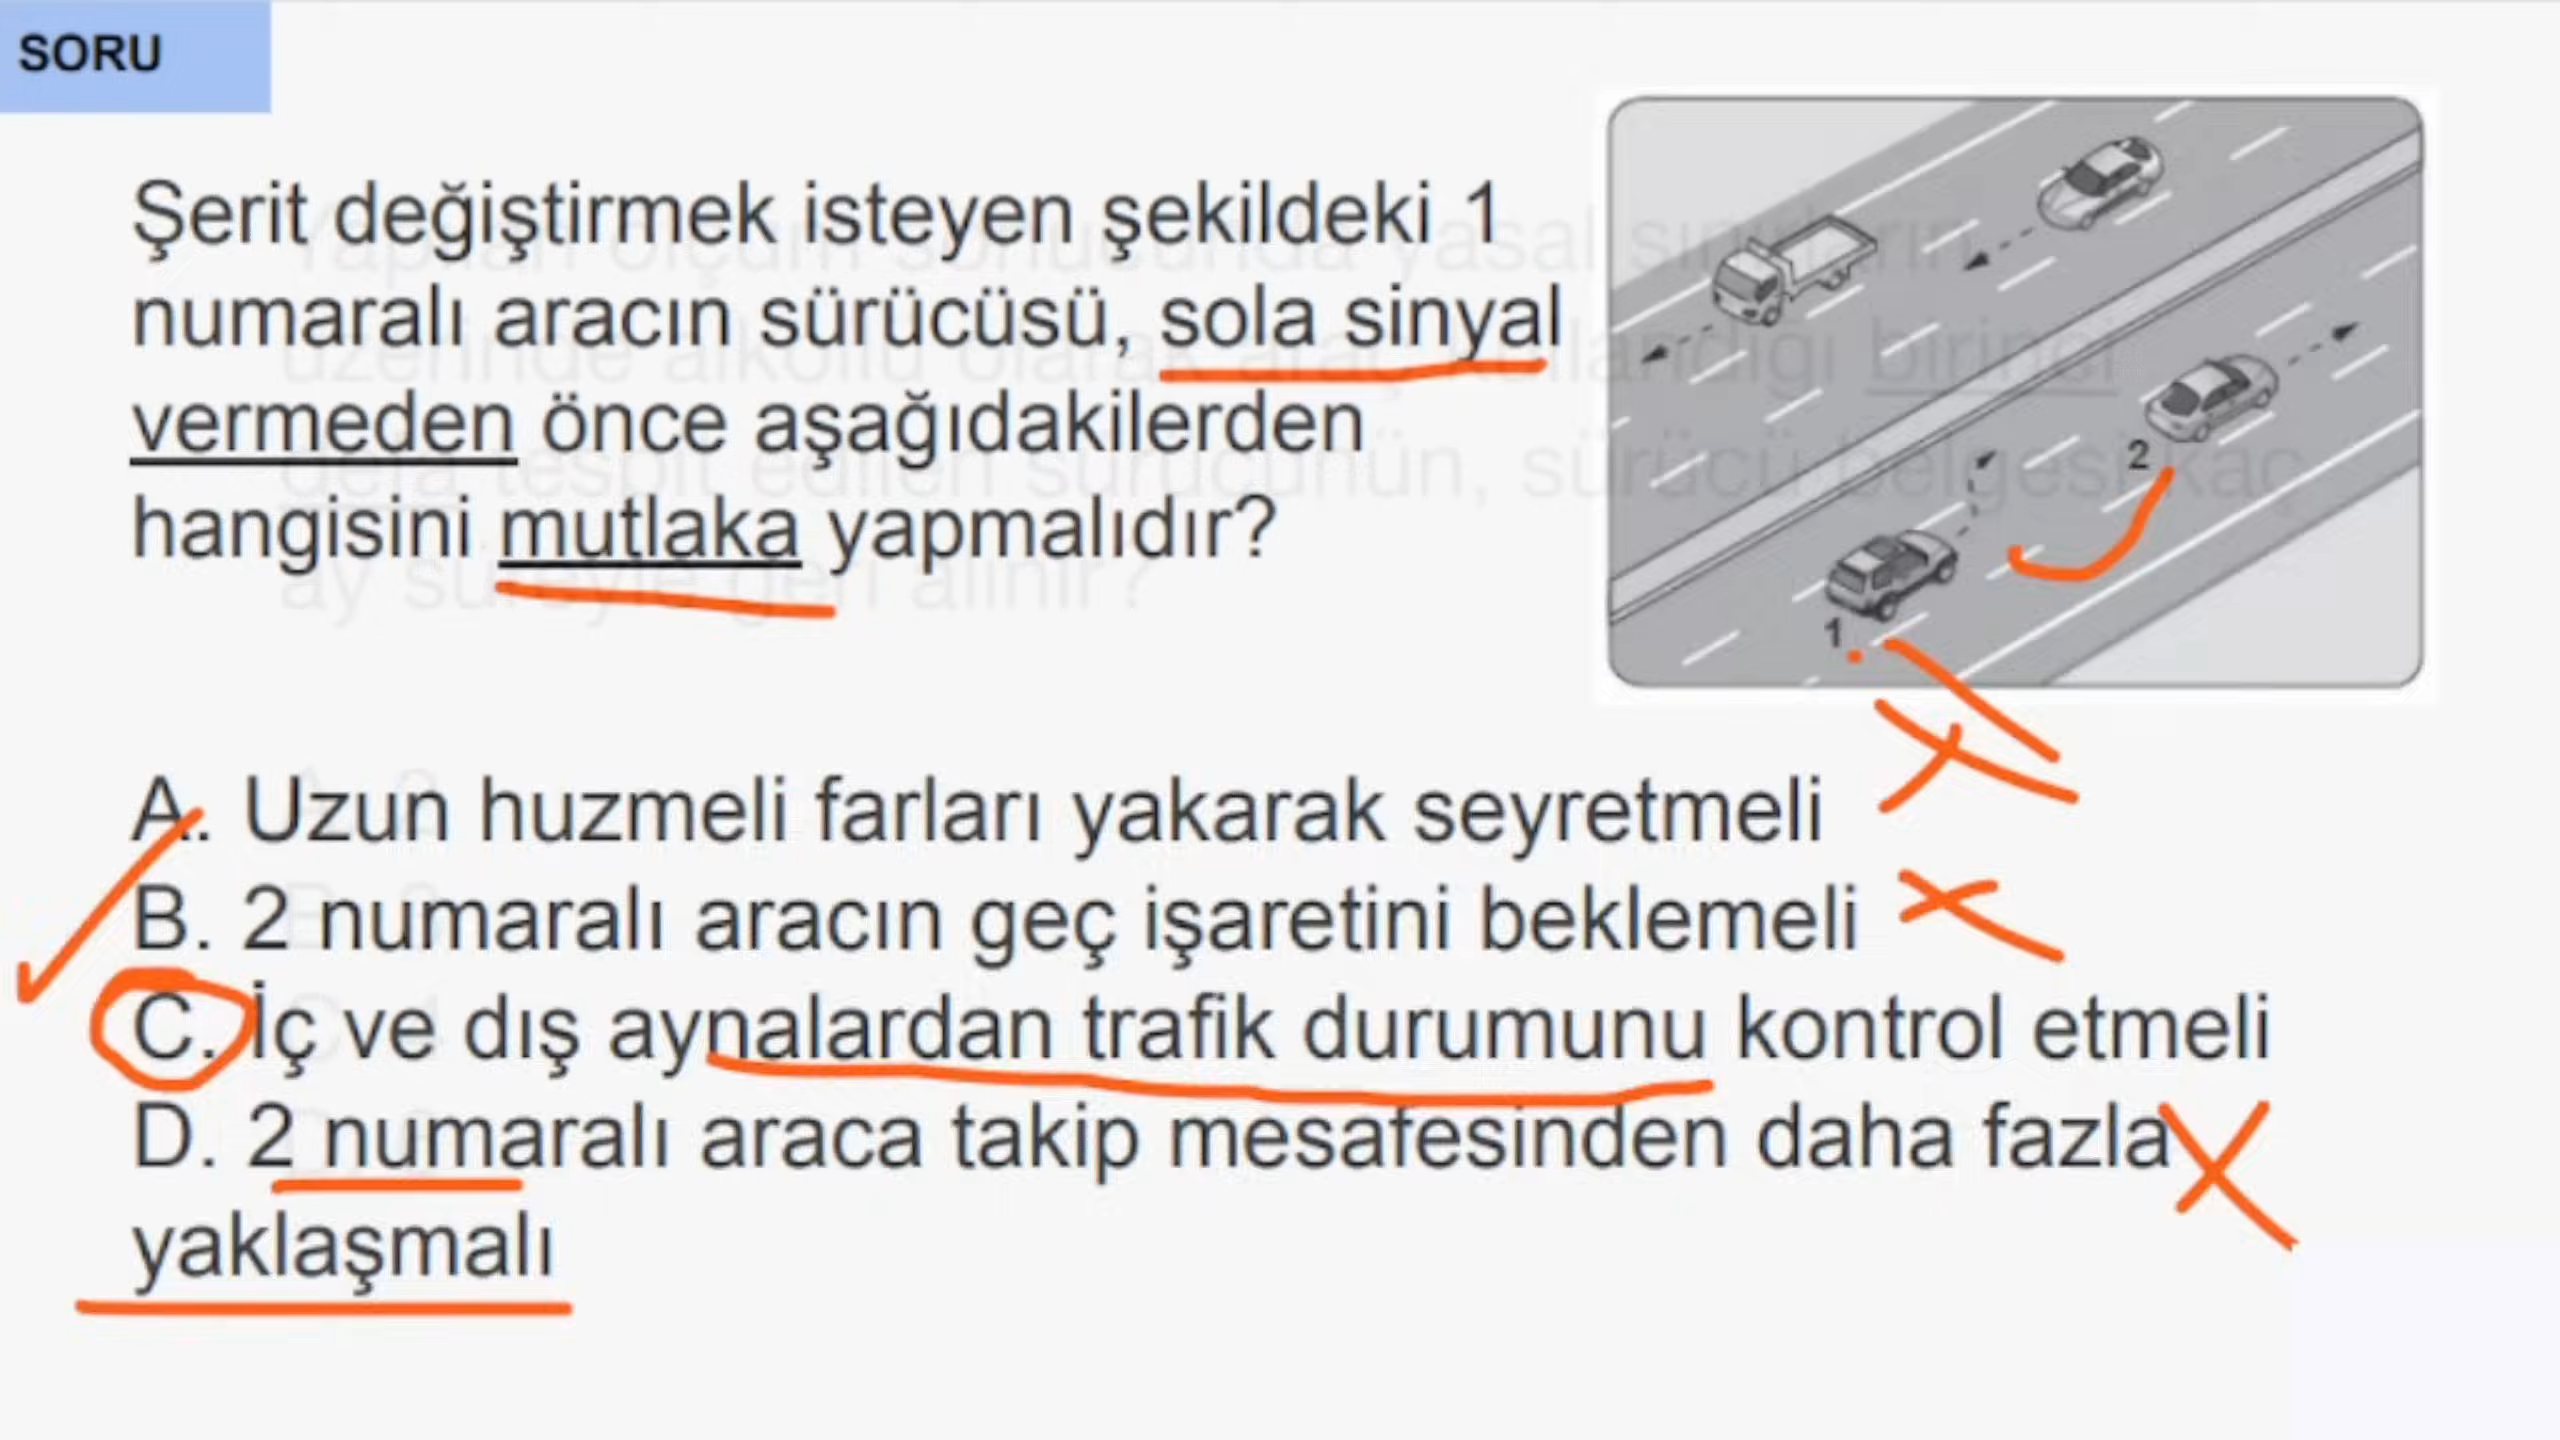 SORU
Şerit değiştirmek isteyen şekildeki 1
numaralı aracın sürücüsü, sola sinyal
vermeden önce aşağıdakilerden
hangisini mutlaka yapmalıdır?
2
1
A. Uzun huzmeli farları yakarak seyretmeli
B. 2 numaralı aracın geç işaretini beklemeli
C. İç ve dış aynalardan trafik durumunu kontrol etmeli
D. 2 numaralı araca takip mesafesinden daha fazla
yaklaşmalı